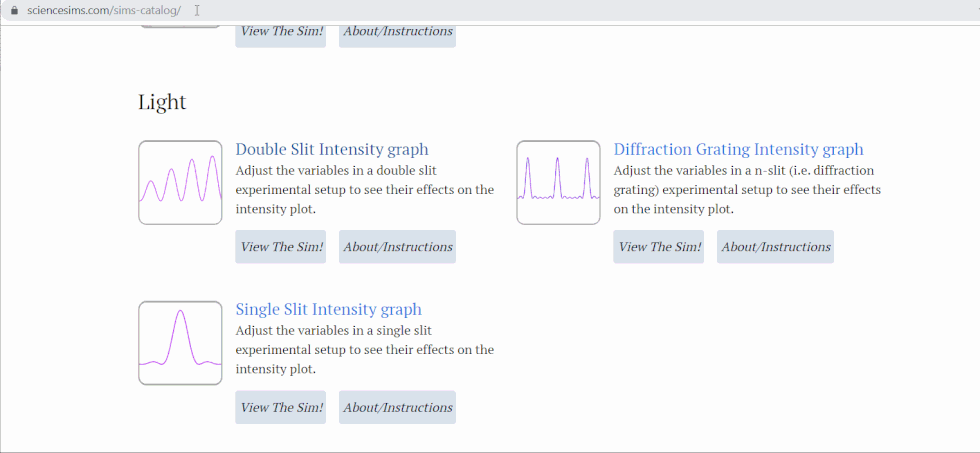 sciencesims.com/sims-catalog/
View The Sim! About/Instructions
Light
Double Slit Intensity graph
Adjust the variables in a double slit
experimental setup to see their effects on the
intensity plot.
View The Sim! About/Instructions
Diffraction Grating Intensity graph
Adjust the variables in a n-slit (i.e. diffraction
grating) experimental setup to see their effects
on the intensity plot.
View The Sim! About/Instructions
Single Slit Intensity graph
Adjust the variables in a single slit
experimental setup to see their effects on the
intensity plot.
View The Sim! About/Instructions